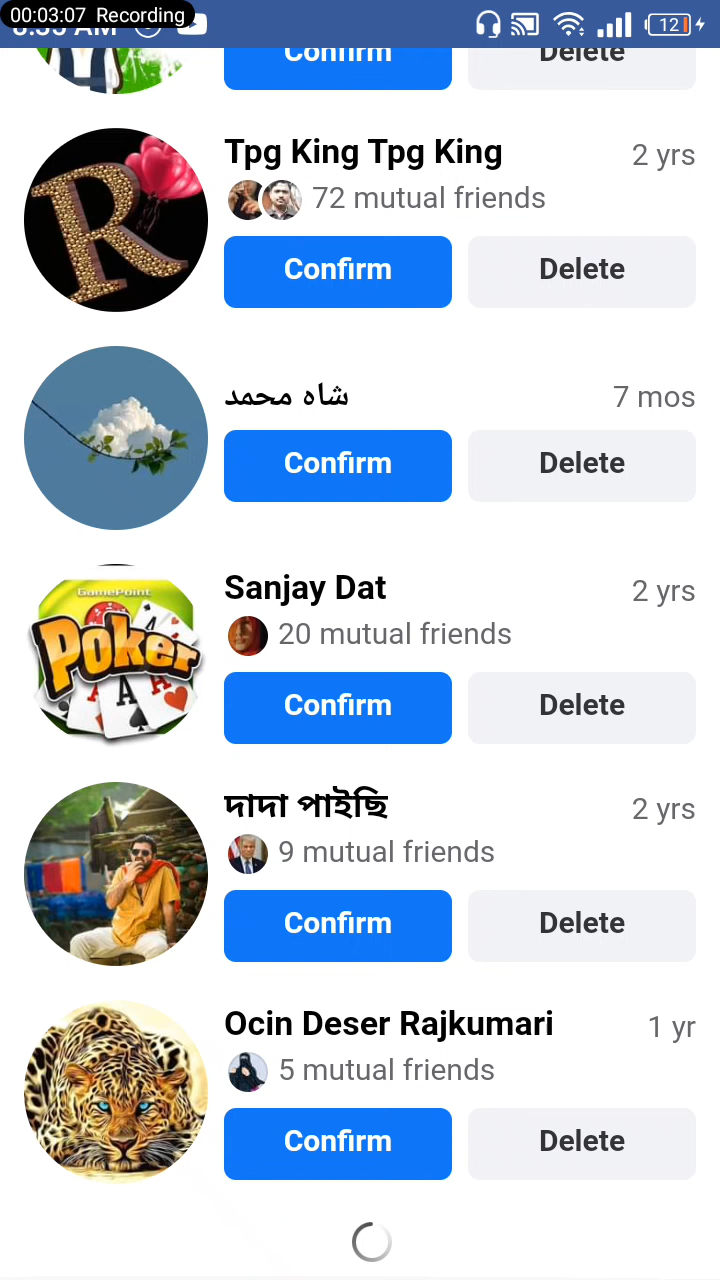 00:03:07 Recording
12
Confirm
Delete
Tpg King Tpg King
2 yrs
72 mutual friends
Confirm
Delete
شاہ محمد
7 mos
Confirm
Delete
GamePoint
Poker
A
A
Sanjay Dat
2 yrs
20 mutual friends
Confirm
Delete
দাদা পাইছি
2 yrs
9 mutual friends
Confirm
Delete
R
Ocin Deser Rajkumari
1 yr
5 mutual friends
Confirm
Delete